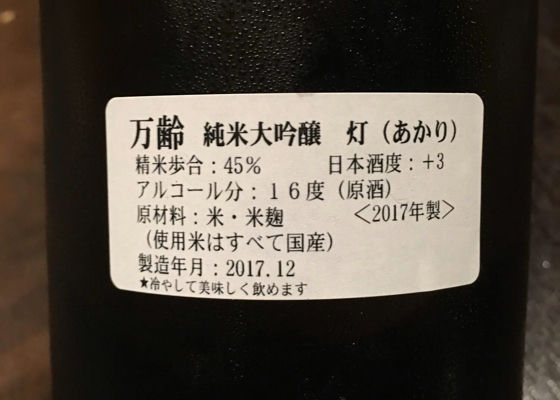 万齢 純米大吟醸 灯(あかり)
精米歩合:45% 日本酒度:+3
アルコール分:16度(原酒)
原材料:米・米麹 <2017年製>
(使用米はすべて国産)
製造年月:2017.12
★冷やして美味しく飲めます